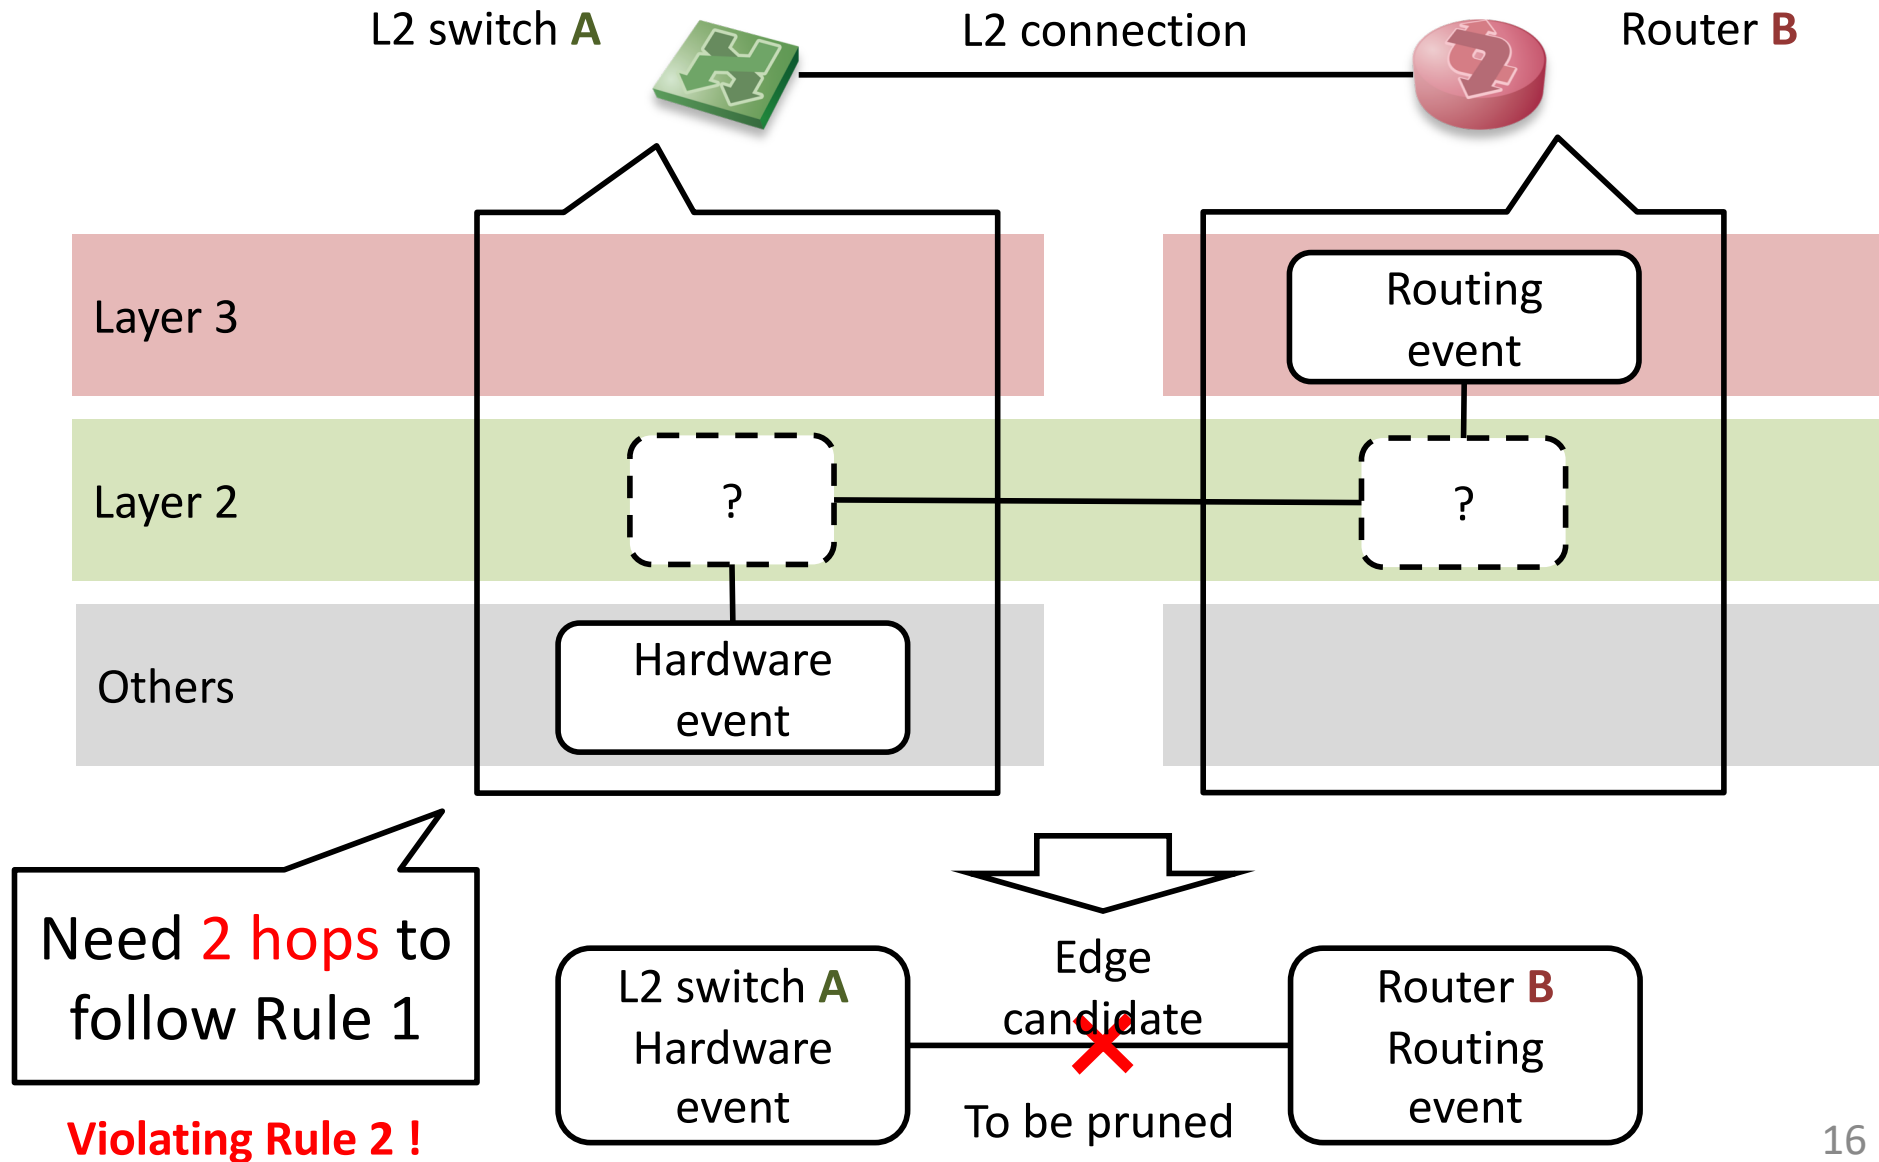 L2 switch A
L2 connection
Router B
Layer 3
Routing
event
Layer 2
?
?
Others
Hardware
event
Need 2 hops to
follow Rule 1
Violating Rule 2 !
L2 switch A
Hardware
event
Edge
candidate
To be pruned
Router B
Routing
event
16